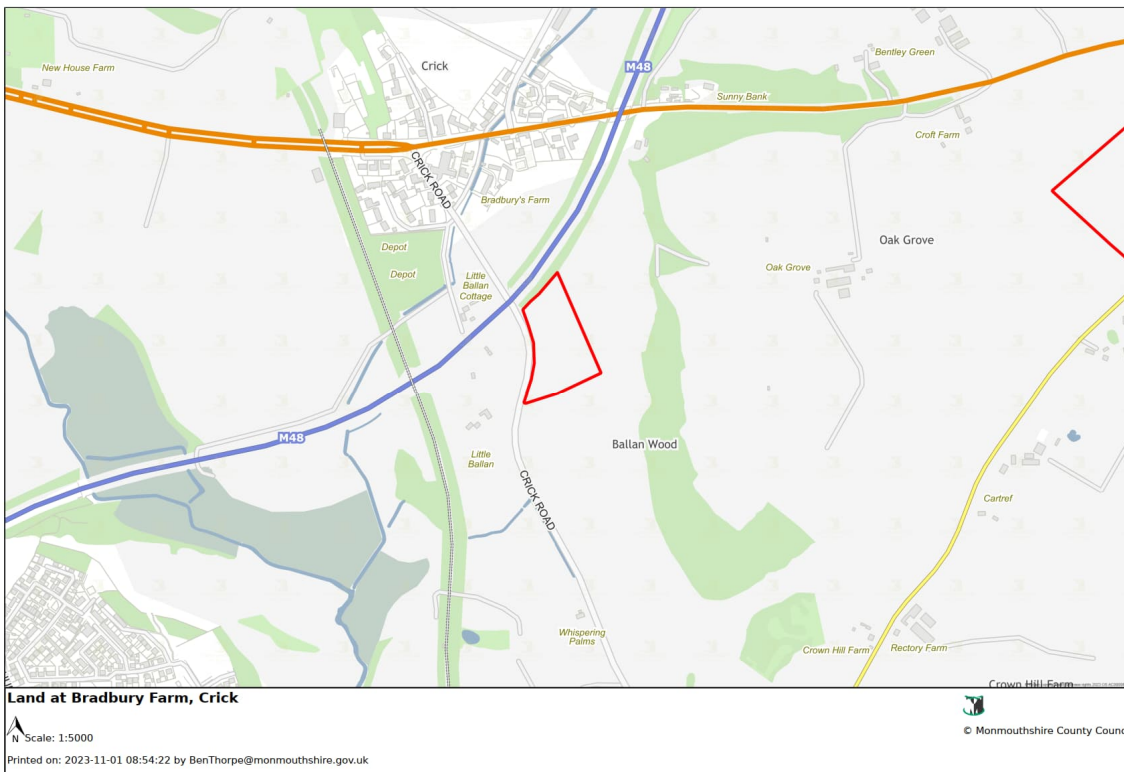 New House Farm
Crick
M48
Bentley Green
Sunny Bank
Croft Farm
CRICK ROAD
Bradbury's Farm
Oak Grove
Depot
Depot
Little
Ballan
Cottage
Oak Grove
M48
Ballan Wood
Little
Ballan
CRICK ROAD
Cartref
Whispering
Palms
Crown Hill Farm
Rectory Farm
Crown Hill Farm
Land at Bradbury Farm, Crick
N Scale: 1:5000
© Monmouthshire County Counc
Printed on: 2023-11-01 08:54:22 by BenThorpe@monmouthshire.gov.uk